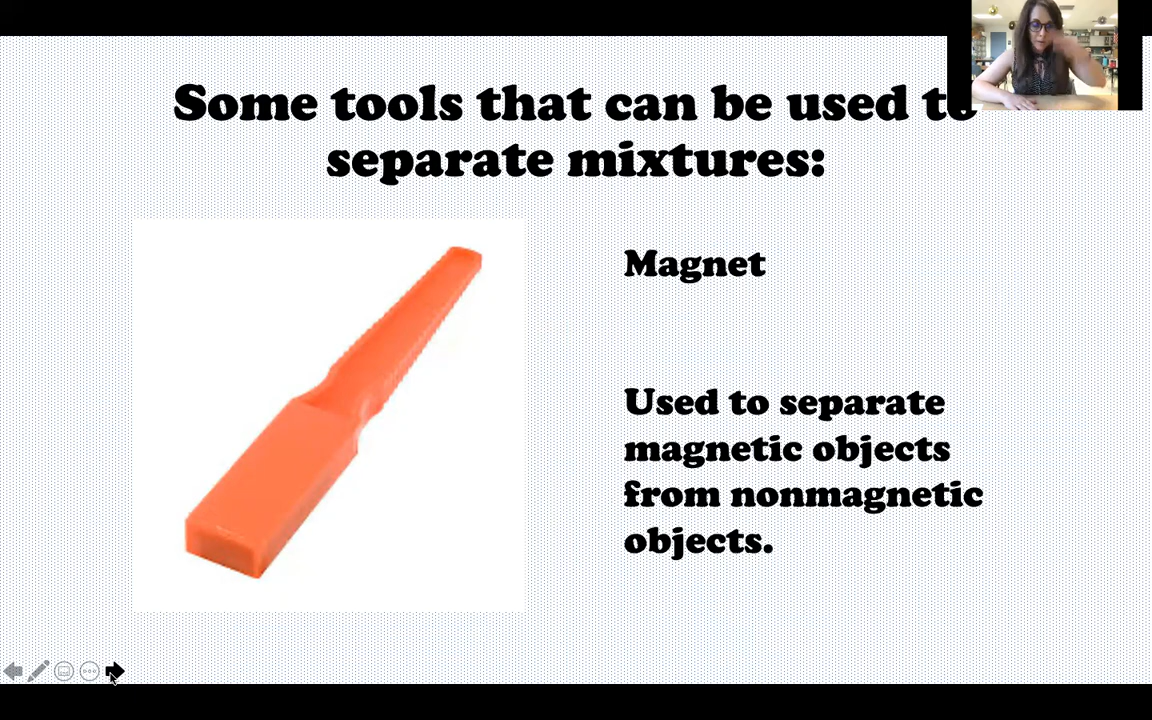 Some tools that can be used to
separate mixtures:
Magnet
Used to separate
magnetic objects
from nonmagnetic
objects.